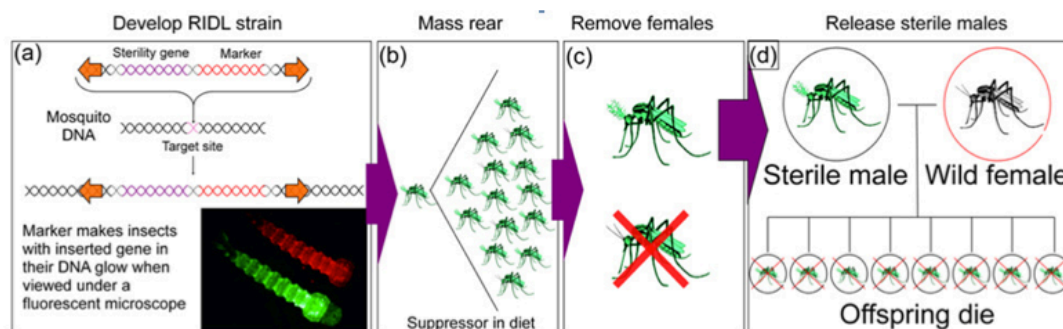 Develop RIDL strain
Mass rear
Remove females
Release sterile males
(a)
Sterility gene
Marker
Mosquito
DNA
Target site
Marker makes insects
with inserted gene in
their DNA glow when
viewed under a
fluorescent microscope
(b)
Suppressor in diet
(c)
(d)
Sterile male
Wild female
Offspring die